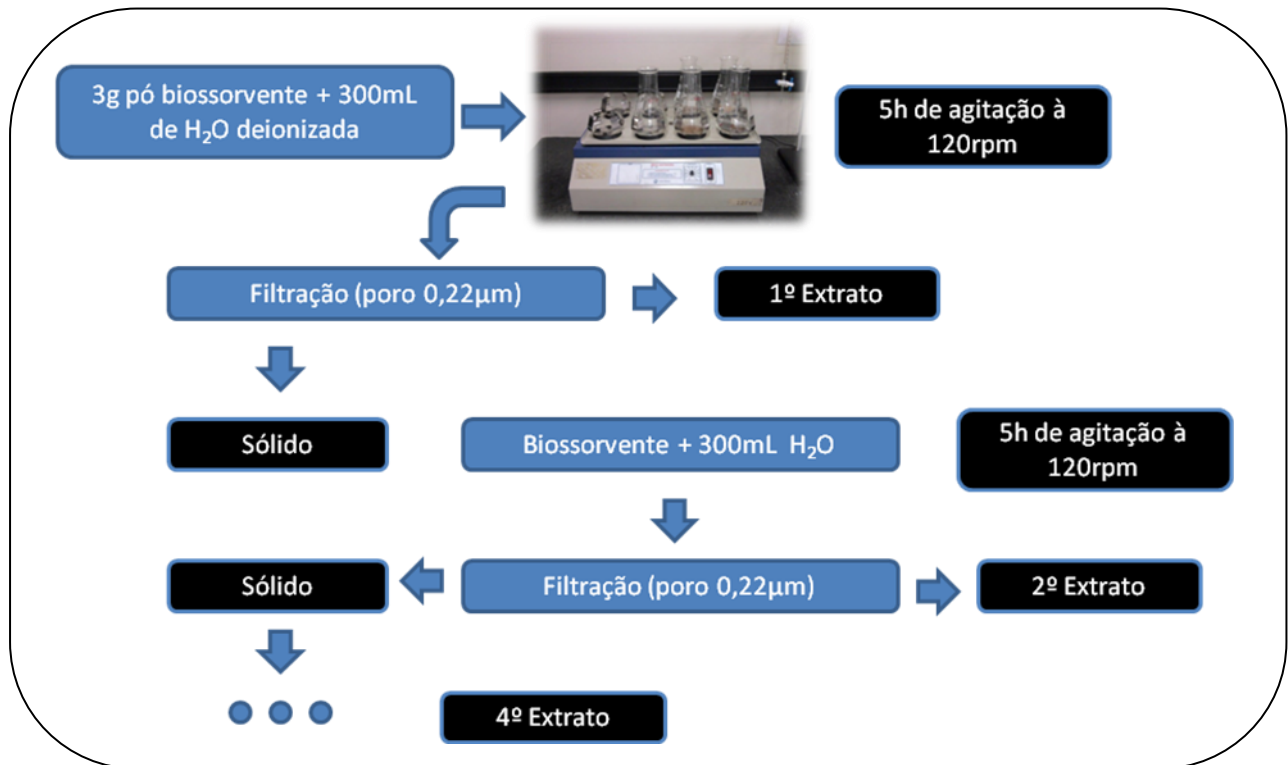 3g pó biossorvente + 300mL
de H₂O deionizada
5h de agitação à
120rpm
Filtração (poro 0,22µm)
1º Extrato
Sólido
Biossorvente + 300mL H₂O
5h de agitação à
120rpm
Sólido
Filtração (poro 0,22µm)
2º Extrato
4º Extrato